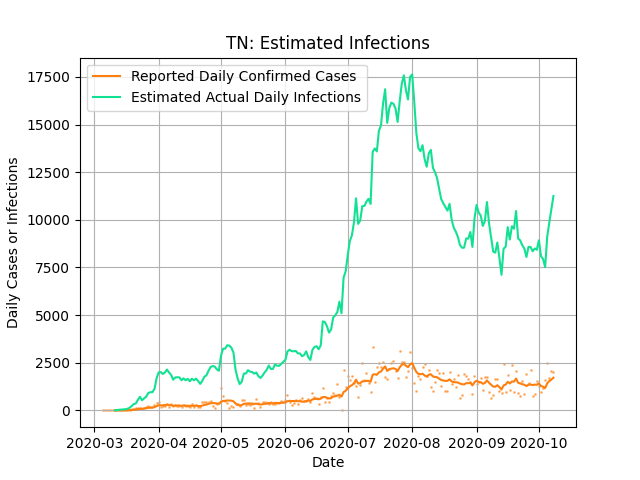 TN: Estimated Infections
Reported Daily Confirmed Cases
Estimated Actual Daily Infections
Daily Cases or Infections
17500
15000
12500
10000
7500
5000
2500
0
2020-03 2020-04 2020-05 2020-06 2020-07 2020-08 2020-09 2020-10
Date